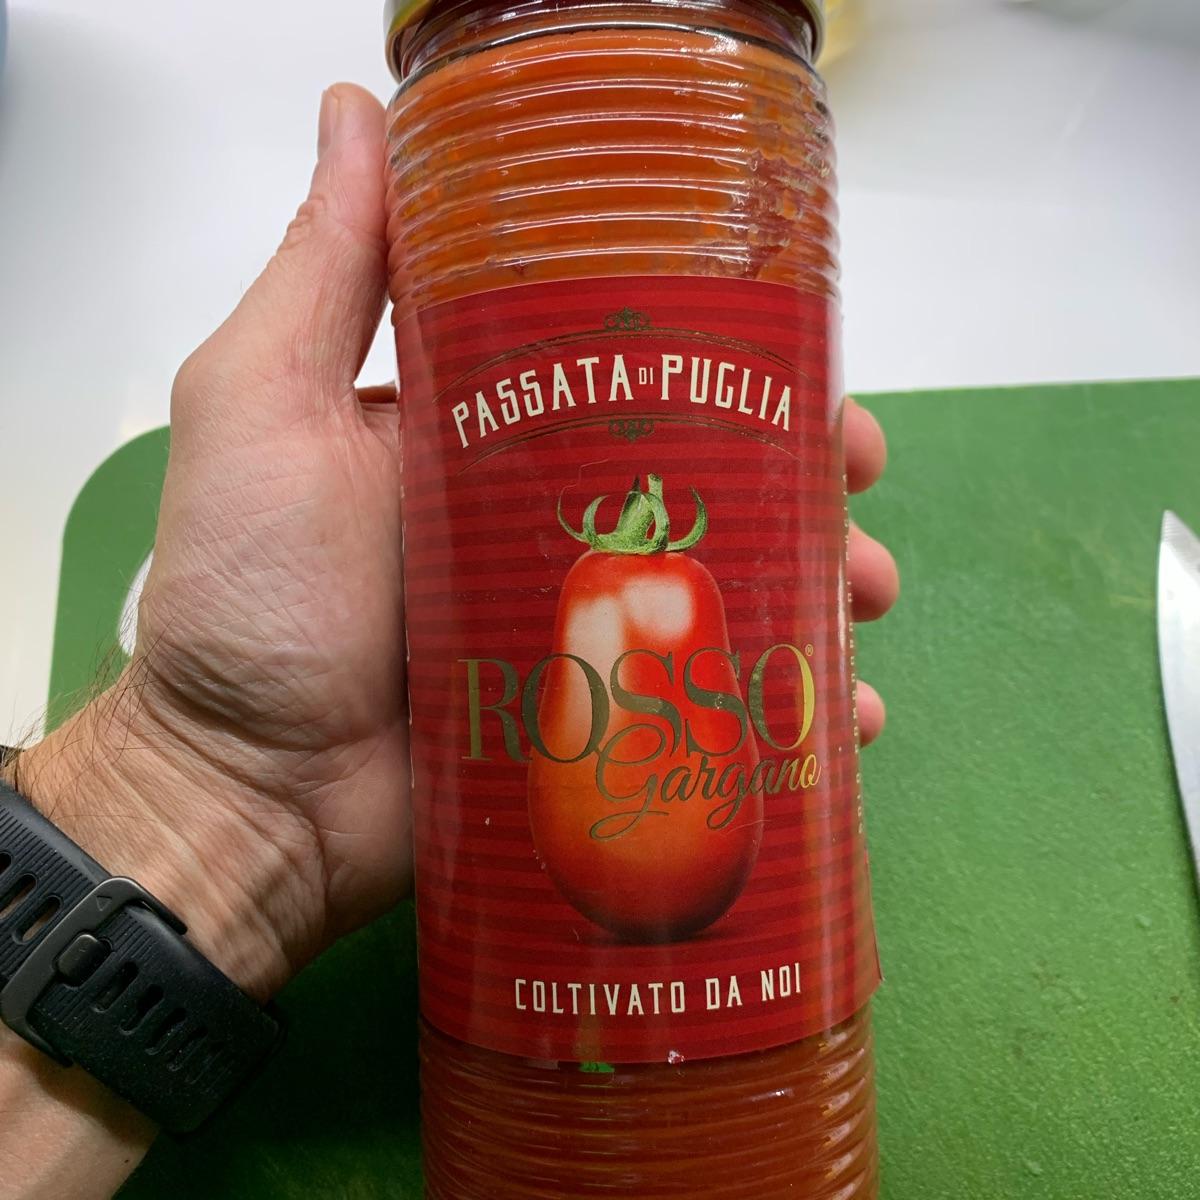 PASSATA DI PUGLIA
ROSSO®
Gargano
COLTIVATO DA NOI